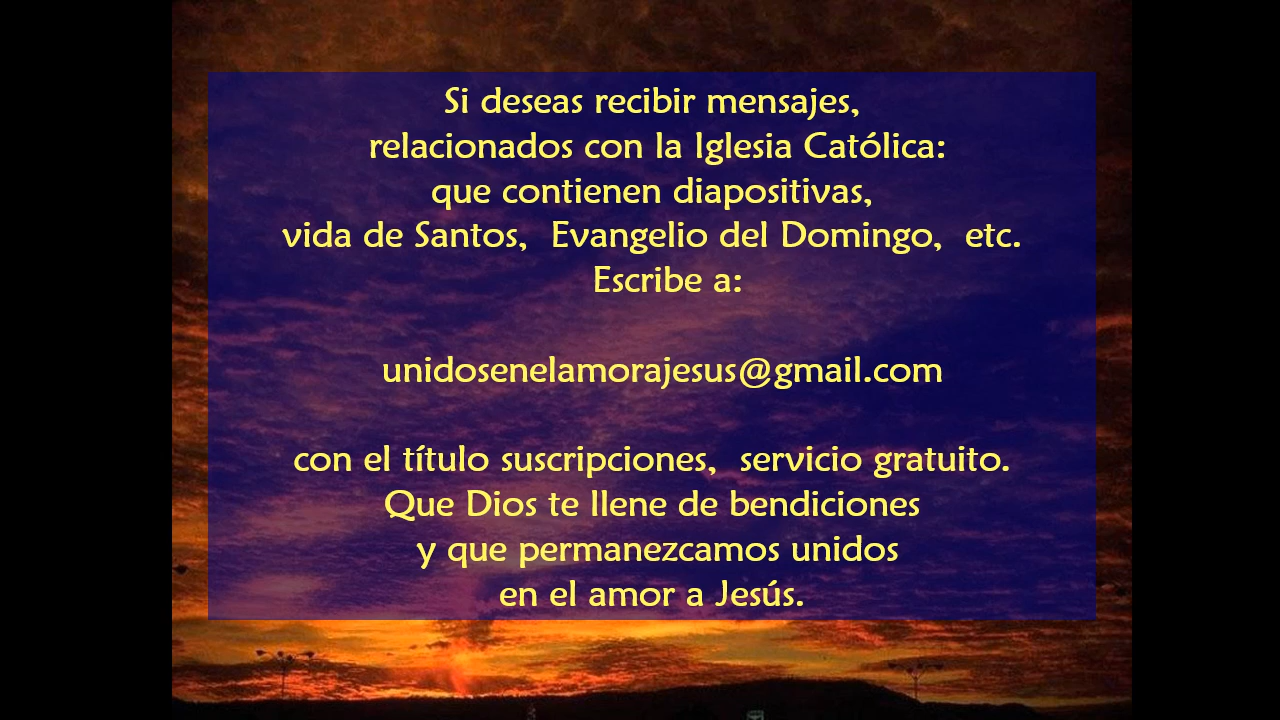 Si deseas recibir mensajes,
relacionados con la Iglesia Católica:
que contienen diapositivas,
vida de Santos,  Evangelio del Domingo,  etc.
Escribe a:
unidosenelamorajesus@gmail.com
con el título suscripciones,  servicio gratuito.
Que Dios te llene de bendiciones
y que permanezcamos unidos
en el amor a Jesús.